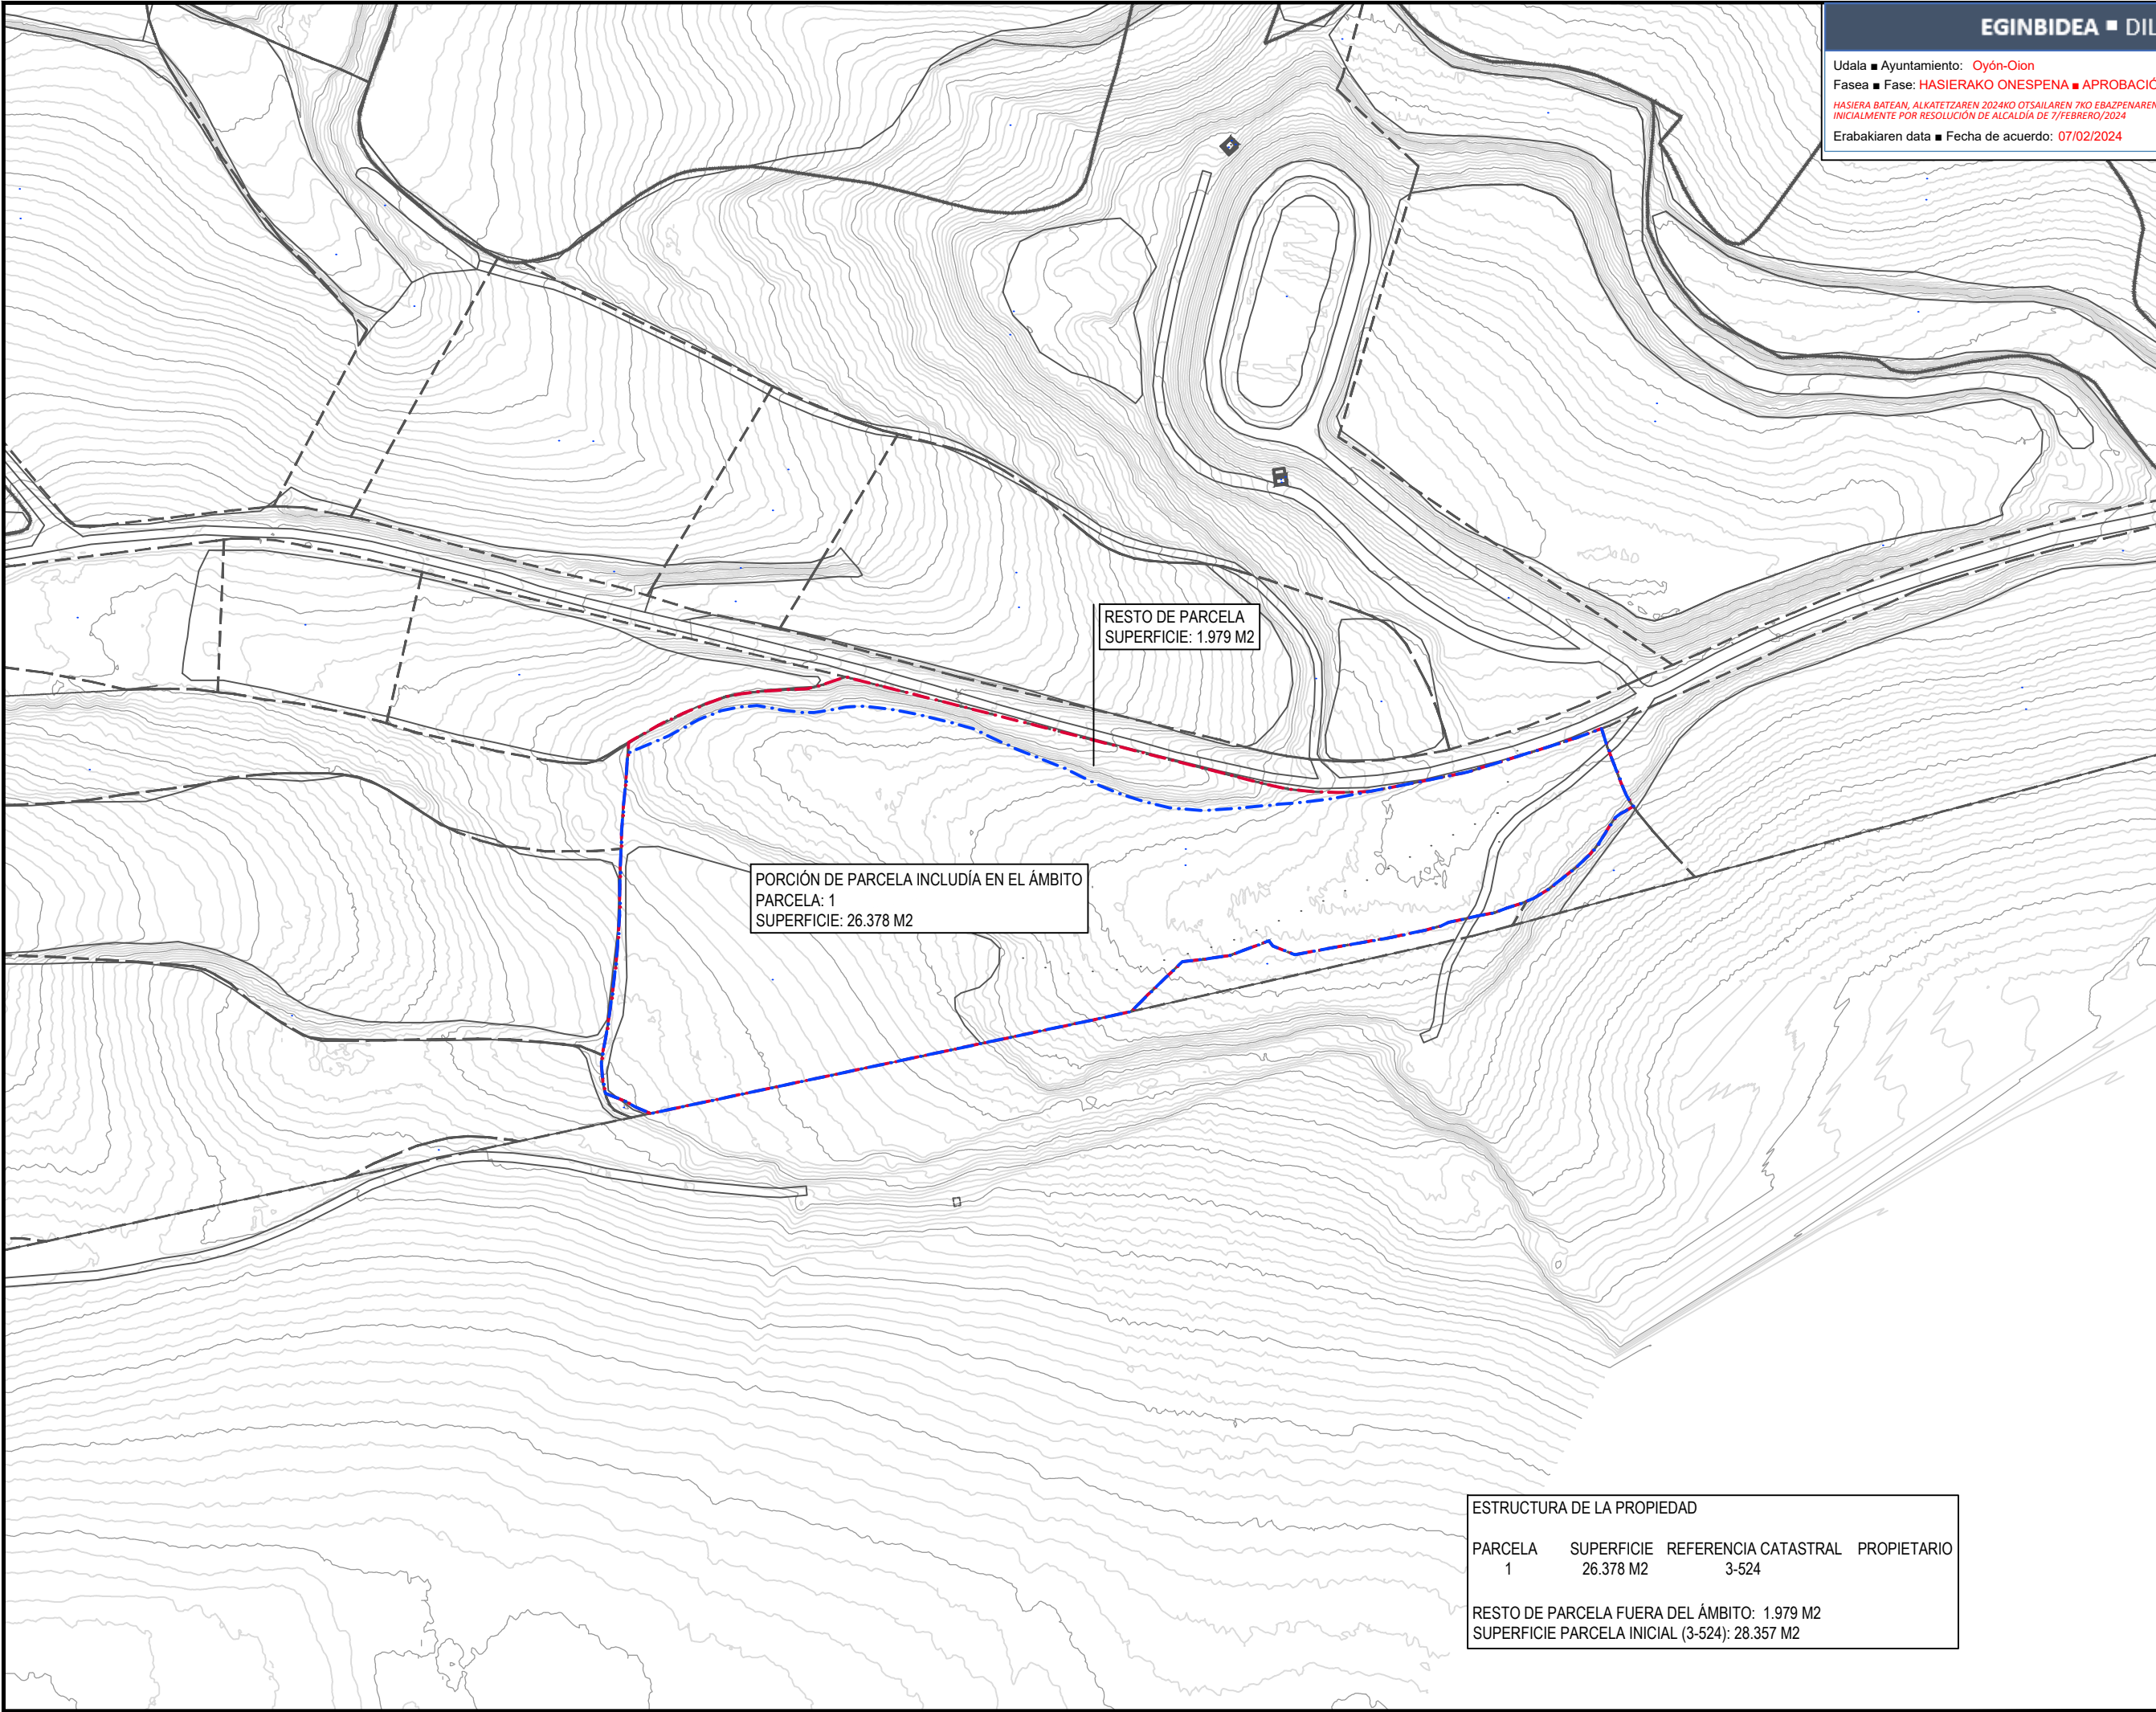 EGINBIDEA ■ DIL
Udala ■ Ayuntamiento: Oyón-Oion
Fasea ■ Fase: HASIERAKO ONESPENA ■ APROBACIÓ
HASIERA BATEAN, ALKATETZAREN 2024KO OTSAILAREN 7KO EBAZPENAREN
INICIALMENTE POR RESOLUCIÓN DE ALCALDÍA DE 7/FEBRERO/2024
Erabakiaren data ■ Fecha de acuerdo: 07/02/2024
RESTO DE PARCELA
SUPERFICIE: 1.979 M2
PORCIÓN DE PARCELA INCLUDÍA EN EL ÁMBITO
PARCELA: 1
SUPERFICIE: 26.378 M2
ESTRUCTURA DE LA PROPIEDAD
PARCELA SUPERFICIE REFERENCIA CATASTRAL PROPIETARIO
1 26.378 M2 3-524
RESTO DE PARCELA FUERA DEL ÁMBITO: 1.979 M2
SUPERFICIE PARCELA INICIAL (3-524): 28.357 M2